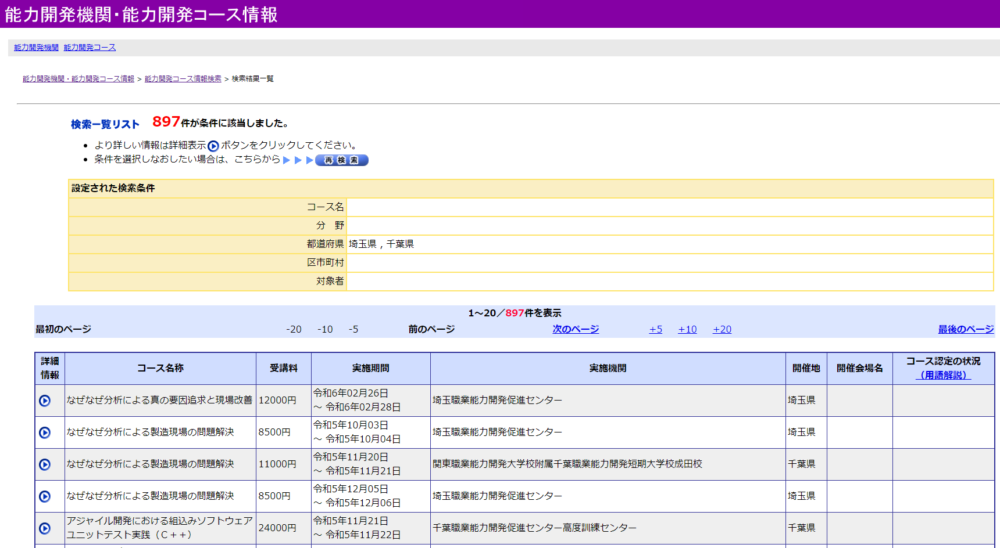 能力開発機関・能力開発コース情報
能力開発機関 能力開発コース
能力開発機関・能力開発コース情報 > 能力開発コース情報検索 > 検索結果一覧
検索一覧リスト 897件が条件に該当しました。
より詳しい情報は詳細表示 ボタンをクリックしてください。
条件を選択しなおしたい場合は、こちらから 再検索
設定された検索条件
コース名
分　野
都道府県 埼玉県 , 千葉県
区市町村
対象者
1～20／897件を表示
最初のページ -20 -10 -5 前のページ 次のページ +5 +10 +20 最後のページ
詳細情報 コース名称 受講料 実施期間 実施機関 開催地 開催会場名 コース認定の状況
（用語解説）
なぜなぜ分析による真の要因追求と現場改善 12000円 令和6年02月26日
～ 令和6年02月28日 埼玉職業能力開発促進センター 埼玉県
なぜなぜ分析による製造現場の問題解決 8500円 令和5年10月03日
～ 令和5年10月04日 埼玉職業能力開発促進センター 埼玉県
なぜなぜ分析による製造現場の問題解決 11000円 令和5年11月20日
～ 令和5年11月21日 関東職業能力開発大学校附属千葉職業能力開発短期大学校成田校 千葉県
なぜなぜ分析による製造現場の問題解決 8500円 令和5年12月05日
～ 令和5年12月06日 埼玉職業能力開発促進センター 埼玉県
アジャイル開発における組込みソフトウェア
ユニットテスト実践（Ｃ＋＋） 24000円 令和5年11月21日
～ 令和5年11月22日 千葉職業能力開発促進センター高度訓練センター 千葉県